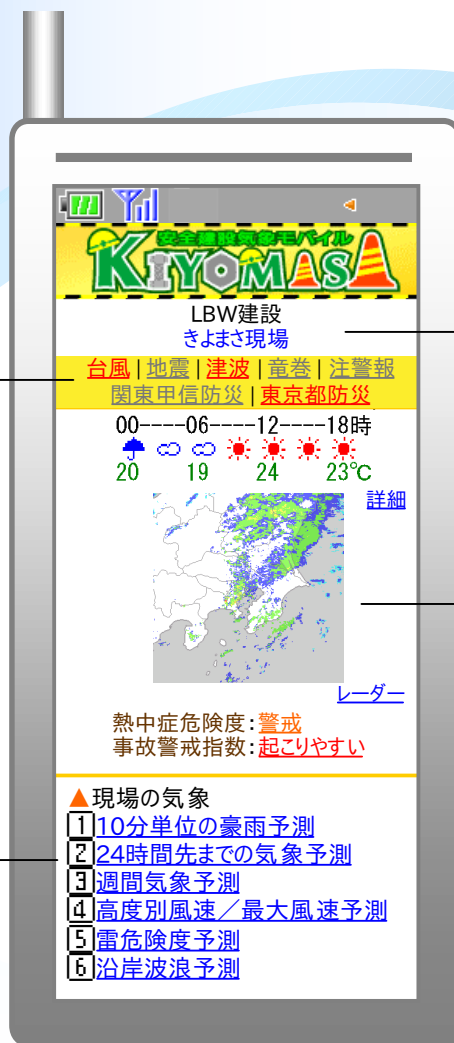 安全建設気象モバイル
KIYOMASA
LBW建設
きよまさ現場
台風 | 地震 | 津波 | 竜巻 | 注警報
関東甲信防災 | 東京都防災
00----06----12----18時
20 19 24 23℃
詳細
レーダー
熱中症危険度:警戒
事故警戒指数:起こりやすい
▲現場の気象
1 10分単位の豪雨予測
2 24時間先までの気象予測
3 週間気象予測
4 高度別風速／最大風速予測
5 雷危険度予測
6 沿岸波浪予測